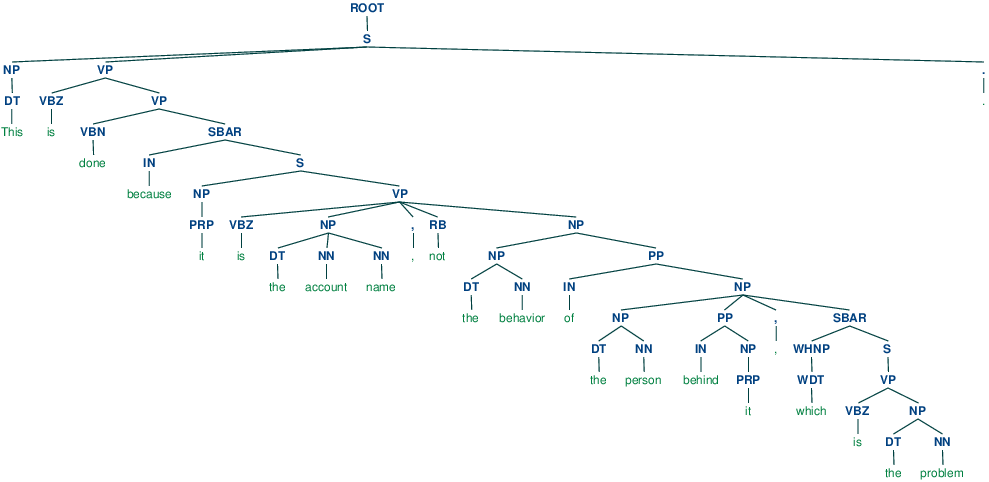 ROOT
S
NP VP .
DT VBZ VP .
This is VBN SBAR
done IN S
because NP VP
PRP VBZ NP , RB NP
it is DT NN NN , not NP PP
the account name DT NN IN NP
the behavior of NP PP , SBAR
DT NN IN NP , WHNP S
the person behind PRP WDT VP
it which VBZ NP
is DT NN
the problem